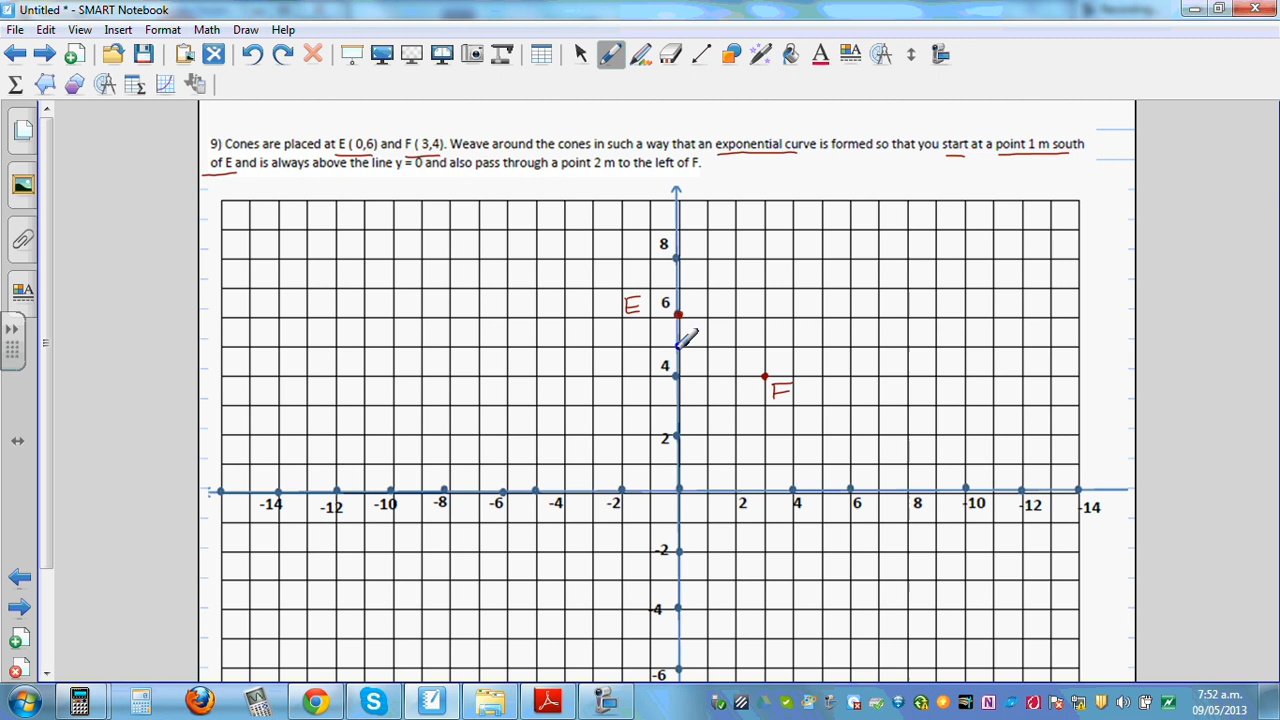 Untitled * - SMART Notebook
File Edit View Insert Format Math Draw Help
9) Cones are placed at E ( 0,6) and F ( 3,4). Weave around the cones in such a way that an exponential curve is formed so that you start at a point 1 m south
of E and is always above the line y = 0 and also pass through a point 2 m to the left of F.
8
E 6
4
F
2
-14 -12 -10 -8 -6 -4 -2 2 4 6 8 -10 -12 -14
-2
-4
-6
7:52 a.m.
09/05/2013